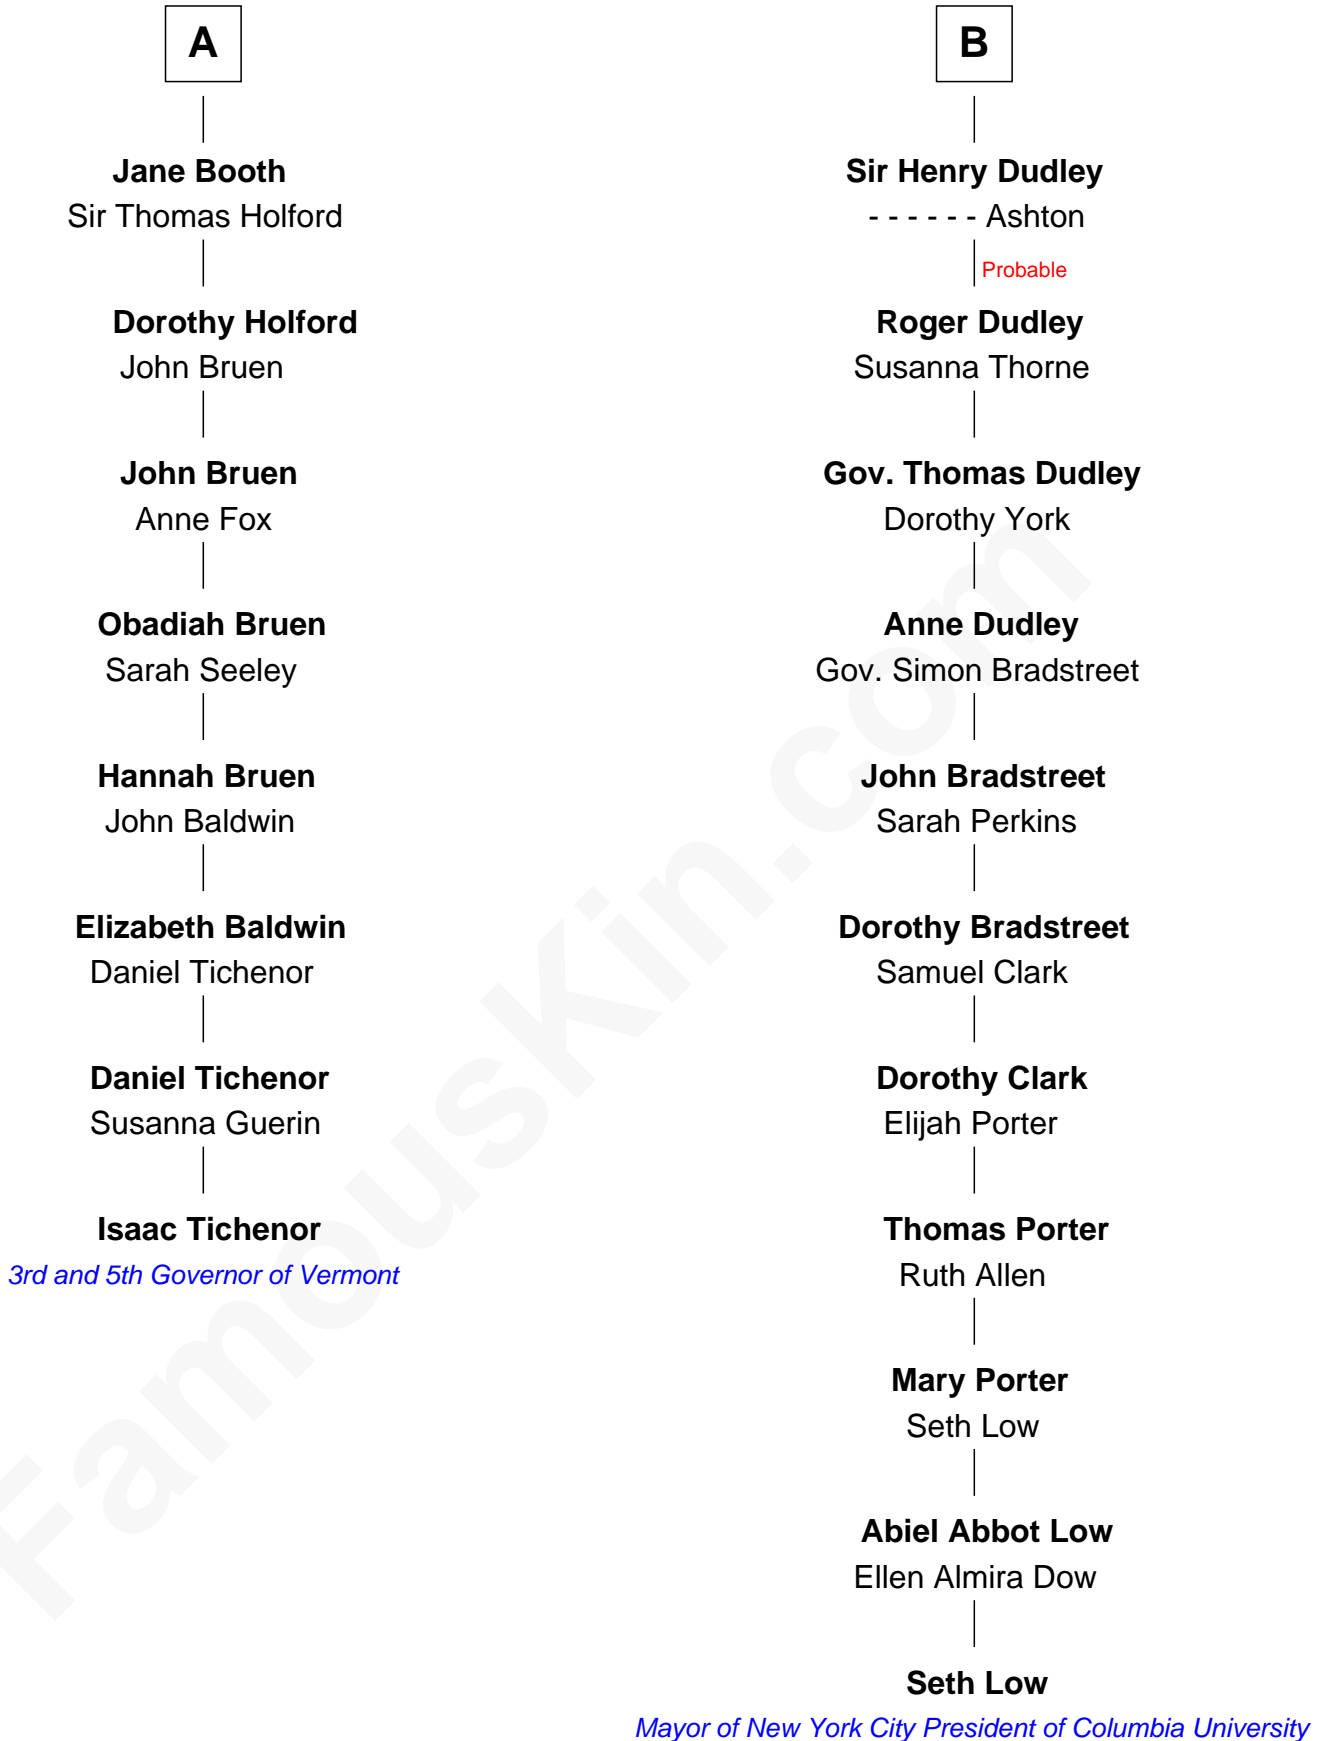 A
Jane Booth
Sir Thomas Holford
Dorothy Holford
John Bruen
John Bruen
Anne Fox
Obadiah Bruen
Sarah Seeley
Hannah Bruen
John Baldwin
Elizabeth Baldwin
Daniel Tichenor
Daniel Tichenor
Susanna Guerin
Isaac Tichenor
3rd and 5th Governor of Vermont
B
Sir Henry Dudley
- - - - - - Ashton
Probable
Roger Dudley
Susanna Thorne
Gov. Thomas Dudley
Dorothy York
Anne Dudley
Gov. Simon Bradstreet
John Bradstreet
Sarah Perkins
Dorothy Bradstreet
Samuel Clark
Dorothy Clark
Elijah Porter
Thomas Porter
Ruth Allen
Mary Porter
Seth Low
Abiel Abbot Low
Ellen Almira Dow
Seth Low
Mayor of New York City President of Columbia University
FamousKin.com